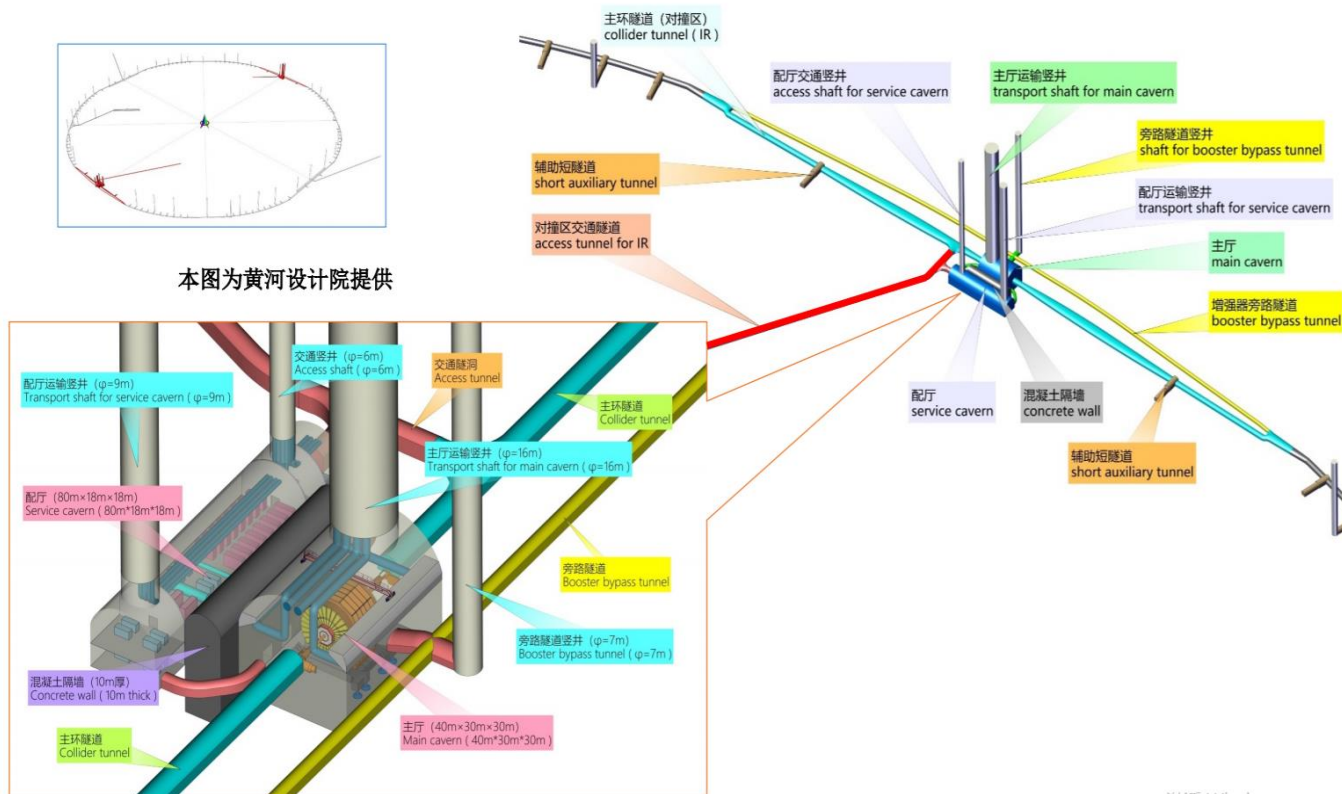 主环隧道（对撞区）
collider tunnel ( IR )
配厅交通竖井
access shaft for service cavern
主厅运输竖井
transport shaft for main cavern
旁路隧道竖井
shaft for booster bypass tunnel
辅助短隧道
short auxiliary tunnel
配厅运输竖井
transport shaft for service cavern
对撞区交通隧道
access tunnel for IR
主厅
main cavern
增强器旁路隧道
booster bypass tunnel
配厅
service cavern
混凝土隔墙
concrete wall
辅助短隧道
short auxiliary tunnel
本图为黄河设计院提供
配厅运输竖井（φ=9m）
Transport shaft for service cavern ( φ=9m )
交通竖井（φ=6m）
Access shaft ( φ=6m )
交通隧洞
Access tunnel
主环隧道
Collider tunnel
主厅运输竖井（φ=16m）
Transport shaft for main cavern ( φ=16m )
配厅（80m×18m×18m）
Service cavern ( 80m*18m*18m )
旁路隧道
Booster bypass tunnel
旁路隧道竖井（φ=7m）
Booster bypass tunnel ( φ=7m )
混凝土隔墙（10m厚）
Concrete wall ( 10m thick )
主厅（40m×30m×30m）
Main cavern ( 40m*30m*30m )
主环隧道
Collider tunnel